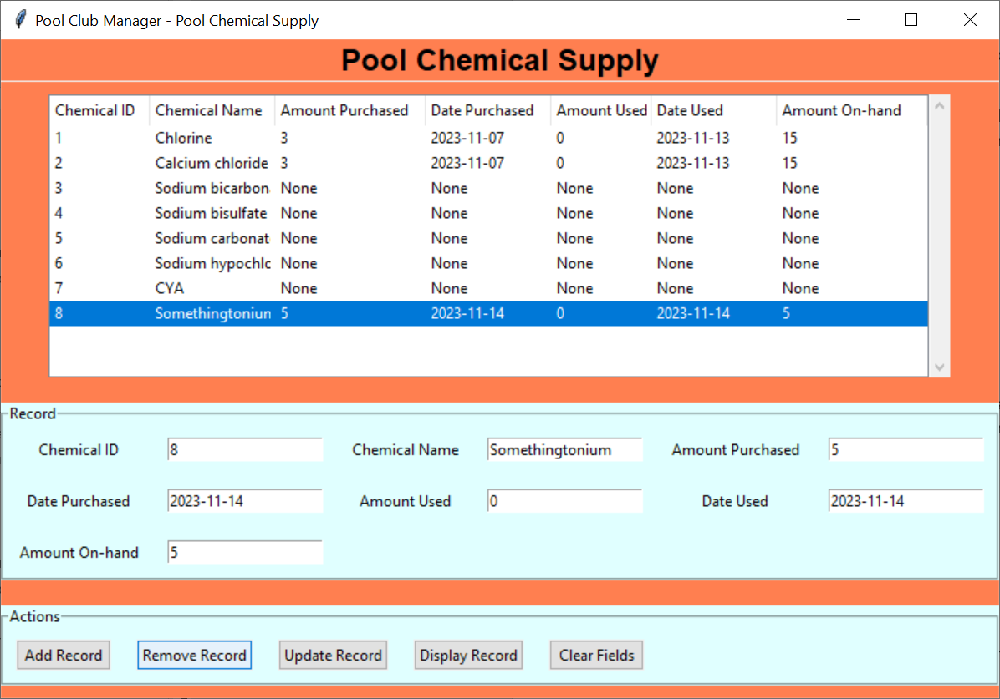 Pool Club Manager - Pool Chemical Supply
Pool Chemical Supply
Chemical ID Chemical Name Amount Purchased Date Purchased Amount Used Date Used Amount On-hand
1 Chlorine 3 2023-11-07 0 2023-11-13 15
2 Calcium chloride 3 2023-11-07 0 2023-11-13 15
3 Sodium bicarbon None None None None None
4 Sodium bisulfate None None None None None
5 Sodium carbonat None None None None None
6 Sodium hypochlc None None None None None
7 CYA None None None None None
8 Somethingtoniun 5 2023-11-14 0 2023-11-14 5
Record
Chemical ID 8 Chemical Name Somethingtonium Amount Purchased 5
Date Purchased 2023-11-14 Amount Used 0 Date Used 2023-11-14
Amount On-hand 5
Actions
Add Record Remove Record Update Record Display Record Clear Fields